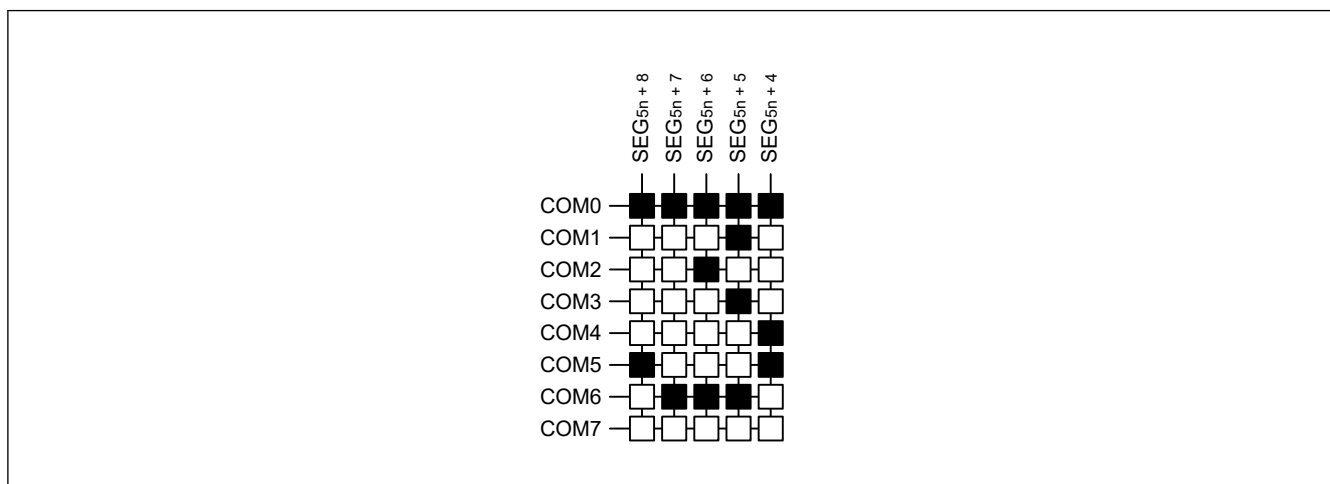 SEG5n + 8
SEG5n + 7
SEG5n + 6
SEG5n + 5
SEG5n + 4
COM0
COM1
COM2
COM3
COM4
COM5
COM6
COM7